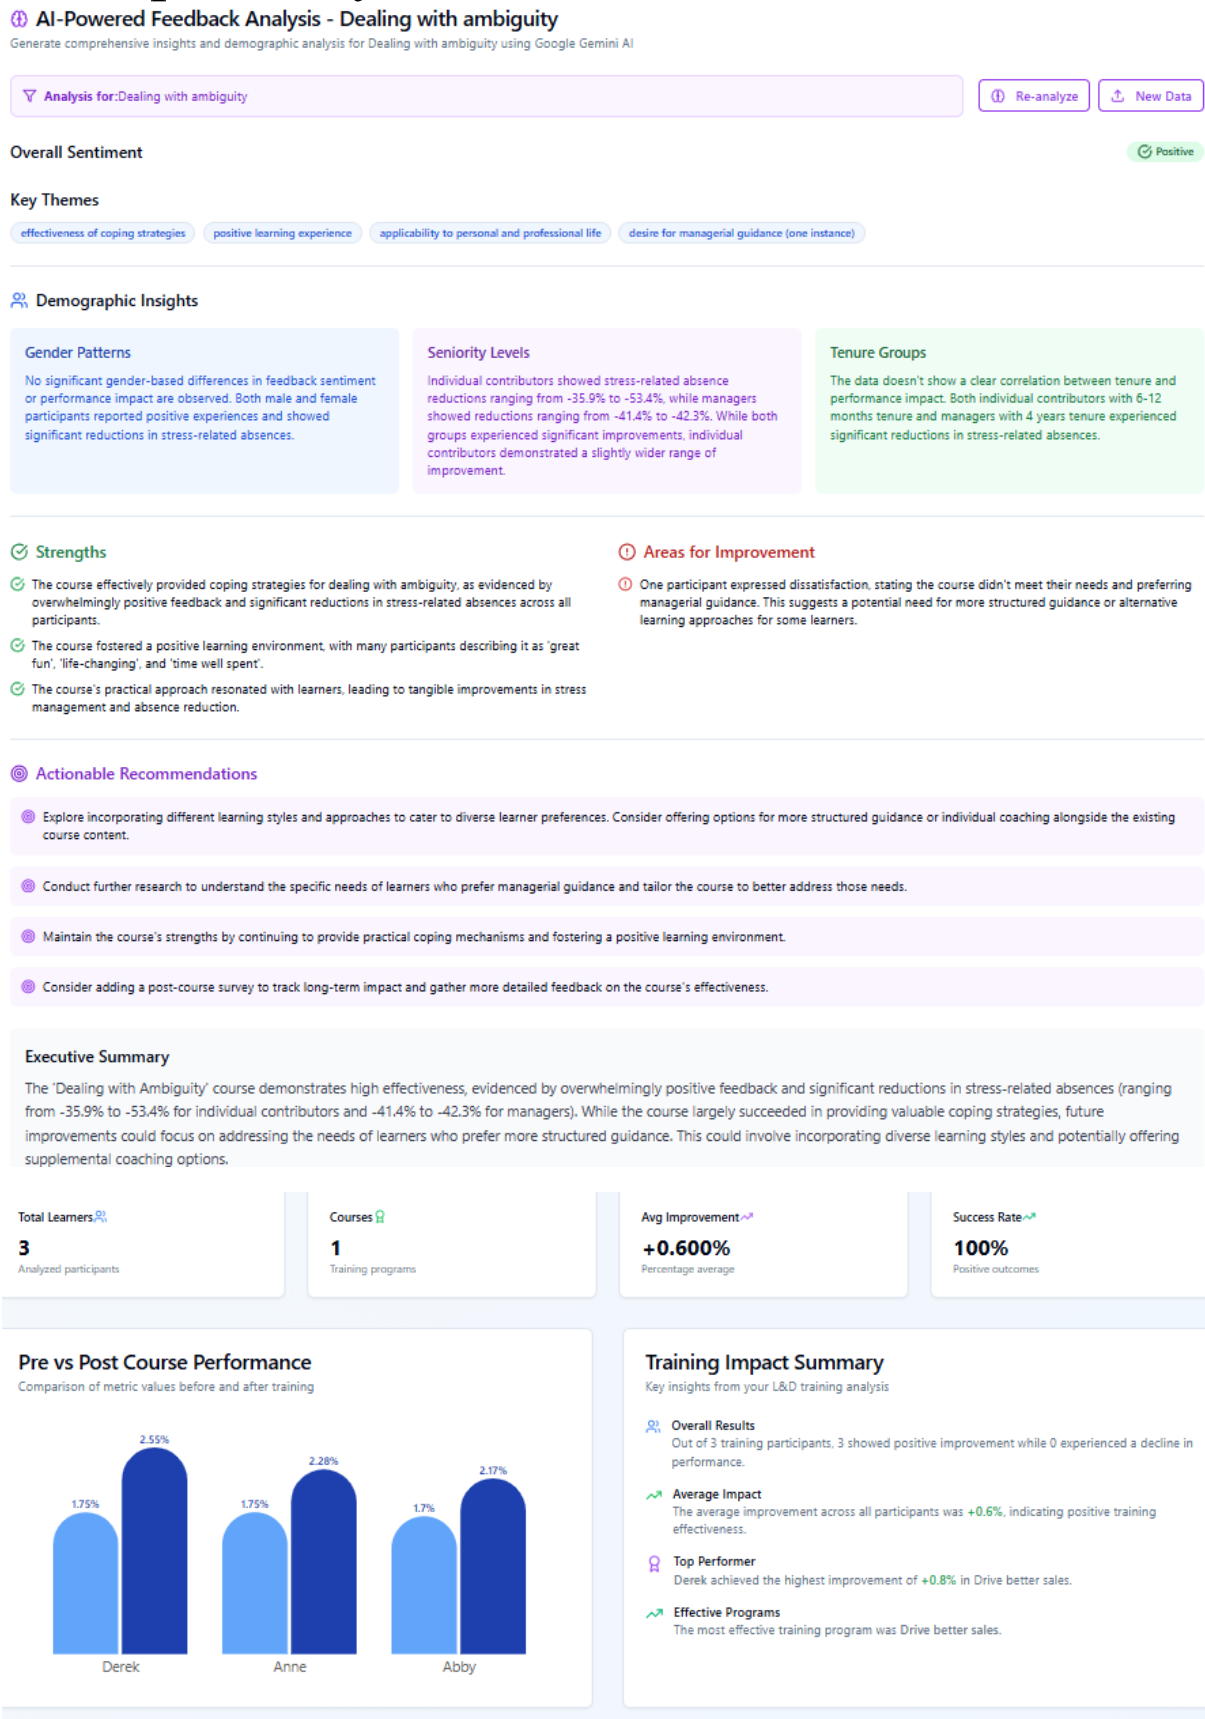 AI-Powered Feedback Analysis - Dealing with ambiguity
Generate comprehensive insights and demographic analysis for Dealing with ambiguity using Google Gemini AI
Analysis for:Dealing with ambiguity
Re-analyze
New Data
Overall Sentiment
Positive
Key Themes
effectiveness of coping strategies
positive learning experience
applicability to personal and professional life
desire for managerial guidance (one instance)
Demographic Insights
Gender Patterns
No significant gender-based differences in feedback sentiment
or performance impact are observed. Both male and female
participants reported positive experiences and showed
significant reductions in stress-related absences.
Seniority Levels
Individual contributors showed stress-related absence
reductions ranging from -35.9% to -53.4%, while managers
showed reductions ranging from -41.4% to -42.3%. While both
groups experienced significant improvements, individual
contributors demonstrated a slightly wider range of
improvement.
Tenure Groups
The data doesn't show a clear correlation between tenure and
performance impact. Both individual contributors with 6-12
months tenure and managers with 4 years tenure experienced
significant reductions in stress-related absences.
Strengths
The course effectively provided coping strategies for dealing with ambiguity, as evidenced by
overwhelmingly positive feedback and significant reductions in stress-related absences across all
participants.
The course fostered a positive learning environment, with many participants describing it as 'great
fun', 'life-changing', and 'time well spent'.
The course's practical approach resonated with learners, leading to tangible improvements in stress
management and absence reduction.
Areas for Improvement
One participant expressed dissatisfaction, stating the course didn't meet their needs and preferring
managerial guidance. This suggests a potential need for more structured guidance or alternative
learning approaches for some learners.
Actionable Recommendations
Explore incorporating different learning styles and approaches to cater to diverse learner preferences. Consider offering options for more structured guidance or individual coaching alongside the existing
course content.
Conduct further research to understand the specific needs of learners who prefer managerial guidance and tailor the course to better address those needs.
Maintain the course's strengths by continuing to provide practical coping mechanisms and fostering a positive learning environment.
Consider adding a post-course survey to track long-term impact and gather more detailed feedback on the course's effectiveness.
Executive Summary
The 'Dealing with Ambiguity' course demonstrates high effectiveness, evidenced by overwhelmingly positive feedback and significant reductions in stress-related absences (ranging
from -35.9% to -53.4% for individual contributors and -41.4% to -42.3% for managers). While the course largely succeeded in providing valuable coping strategies, future
improvements could focus on addressing the needs of learners who prefer more structured guidance. This could involve incorporating diverse learning styles and potentially offering
supplemental coaching options.
Total Learners
3
Analyzed participants
Courses
1
Training programs
Avg Improvement
+0.600%
Percentage average
Success Rate
100%
Positive outcomes
Pre vs Post Course Performance
Comparison of metric values before and after training
1.75%
2.55%
1.75%
2.28%
1.7%
2.17%
Derek
Anne
Abby
Training Impact Summary
Key insights from your L&D training analysis
Overall Results
Out of 3 training participants, 3 showed positive improvement while 0 experienced a decline in
performance.
Average Impact
The average improvement across all participants was +0.6%, indicating positive training
effectiveness.
Top Performer
Derek achieved the highest improvement of +0.8% in Drive better sales.
Effective Programs
The most effective training program was Drive better sales.